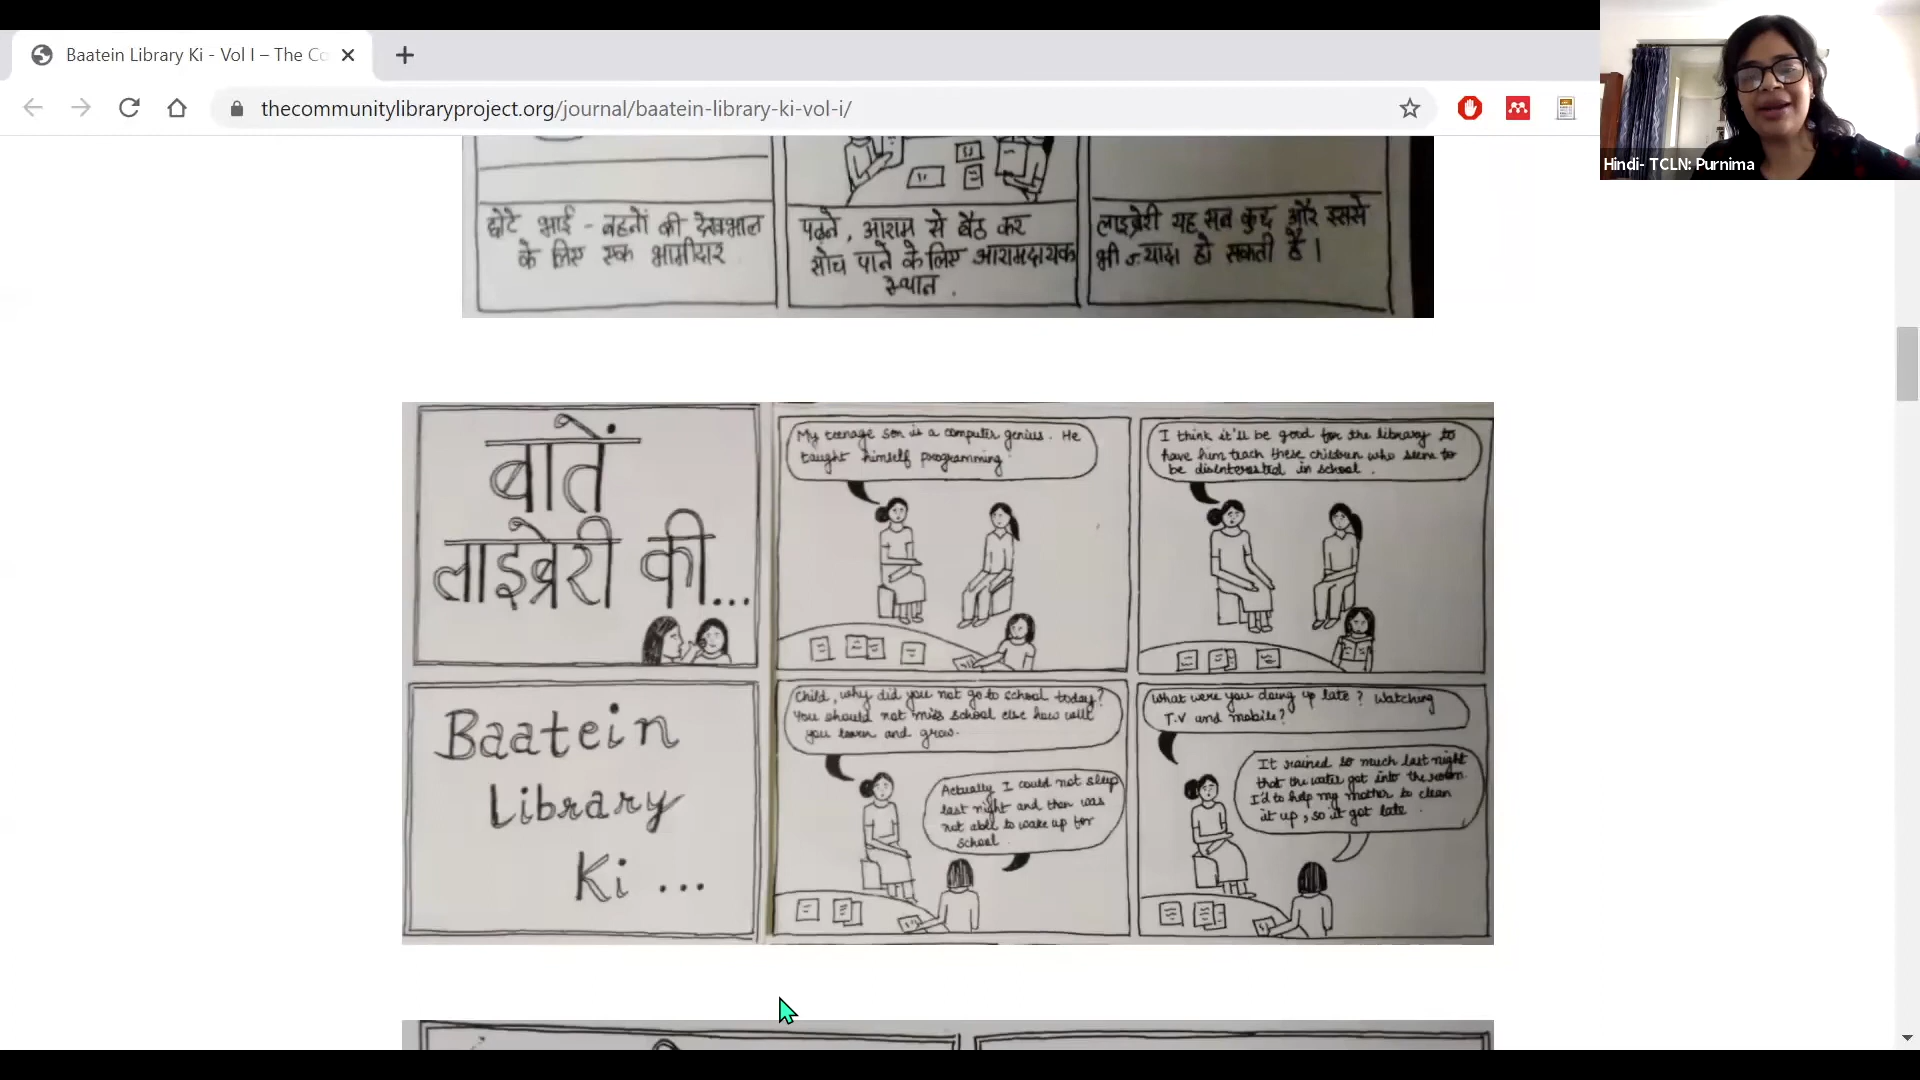 Baatein Library Ki - Vol I – The Co
thecommunitylibraryproject.org/journal/baatein-library-ki-vol-i/
Hindi- TCLN: Purnima
छोटे भाई - बहनों की देखभाल
के लिए एक भागीदार
पढ़ने, आराम से बैठ कर
सोच पाने के लिए आरामदायक
स्थान.
लाइब्रेरी यह सब कुछ और इससे
भी ज्यादा हो सकती है।
बातें
लाइब्रेरी की...
Baatein
Library
Ki ...
My teenage son is a computer genius. He
taught himself programming.
I think it'll be good for the library to
have him teach these children who seem to
be disinterested in school.
Child, why did you not go to school today?
You should not miss school else how will
you learn and grow.
Actually I could not sleep
last night and then was
not able to wake up for
school.
What were you doing up late? Watching
T.V and mobile?
It rained so much last night
that the water got into the room.
I'd to help my mother to clean
it up, so it got late.